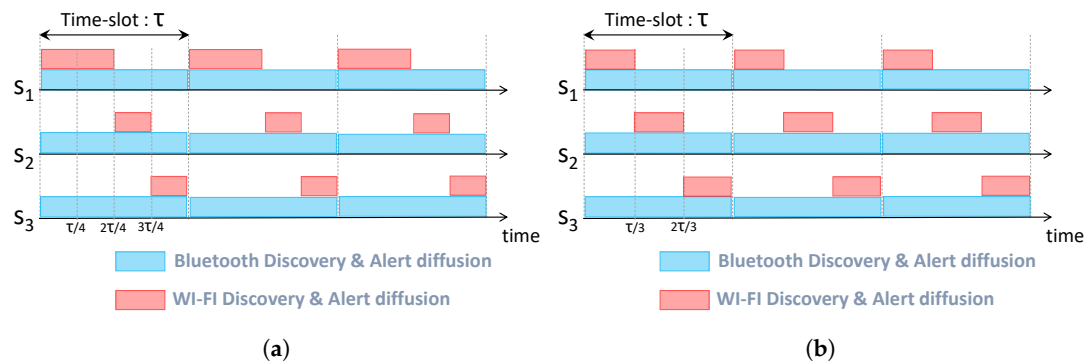 Time-slot : τ
S1
S2
S3
τ/4 2τ/4 3τ/4
time
Bluetooth Discovery & Alert diffusion
WI-FI Discovery & Alert diffusion
(a)
Time-slot : τ
S1
S2
S3
τ/3 2τ/3
time
Bluetooth Discovery & Alert diffusion
WI-FI Discovery & Alert diffusion
(b)